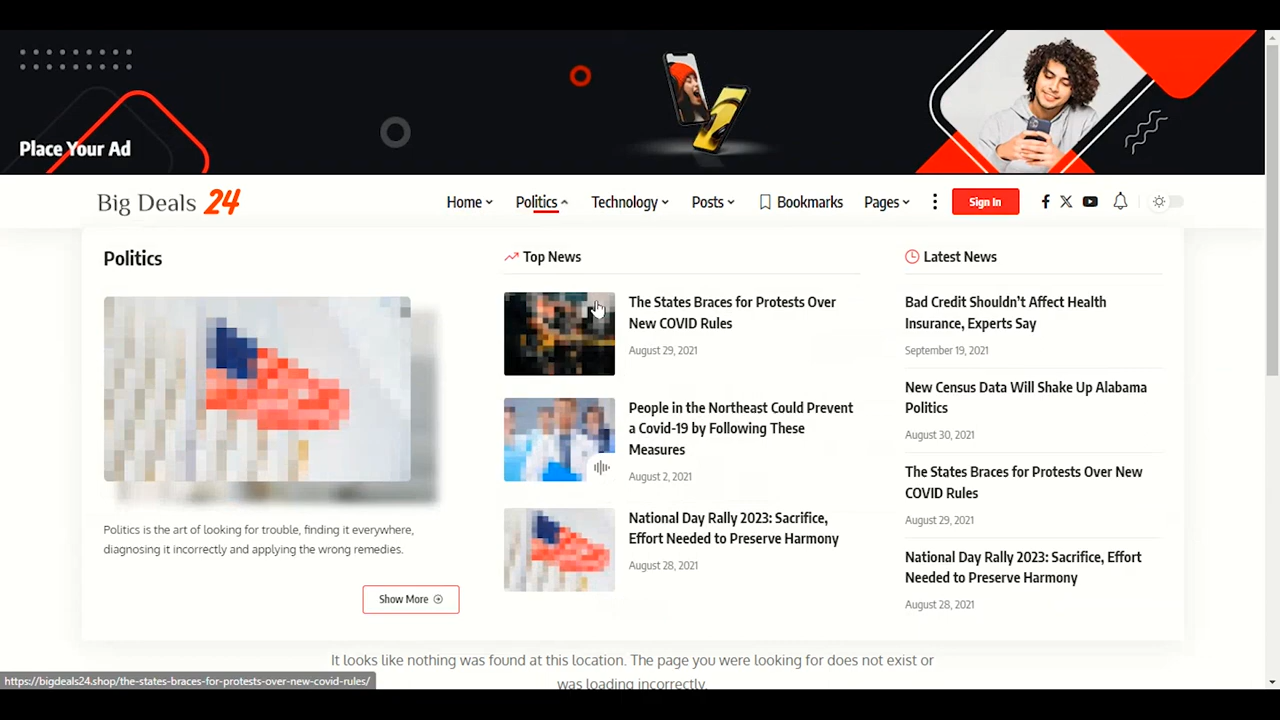 Place Your Ad
Big Deals 24
Home
Politics
Technology
Posts
Bookmarks
Pages
Sign In
Politics
Politics is the art of looking for trouble, finding it everywhere,
diagnosing it incorrectly and applying the wrong remedies.
Show More
Top News
The States Braces for Protests Over
New COVID Rules
August 29, 2021
People in the Northeast Could Prevent
a Covid-19 by Following These
Measures
August 2, 2021
National Day Rally 2023: Sacrifice,
Effort Needed to Preserve Harmony
August 28, 2021
Latest News
Bad Credit Shouldn’t Affect Health
Insurance, Experts Say
September 19, 2021
New Census Data Will Shake Up Alabama
Politics
August 30, 2021
The States Braces for Protests Over New
COVID Rules
August 29, 2021
National Day Rally 2023: Sacrifice, Effort
Needed to Preserve Harmony
August 28, 2021
It looks like nothing was found at this location. The page you were looking for does not exist or
was loading incorrectly.
https://bigdeals24.shop/the-states-braces-for-protests-over-new-covid-rules/